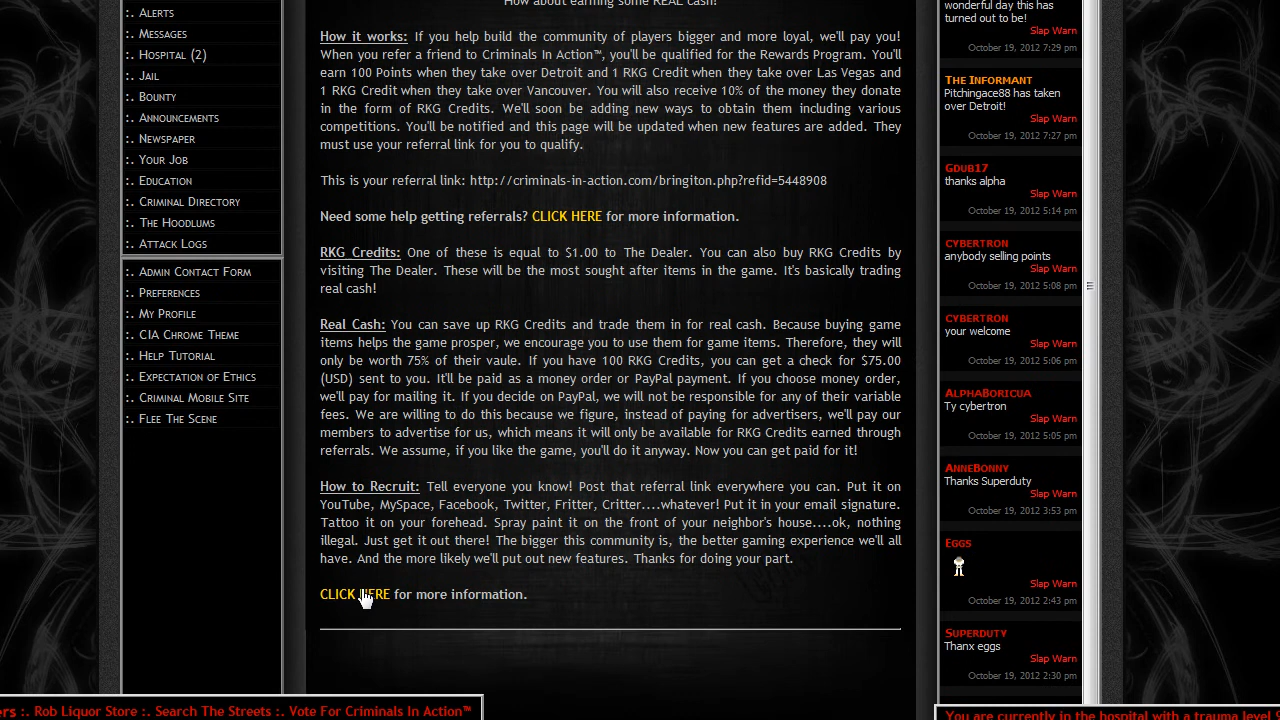 How about earning some REAL cash!
:. Alerts
:. Messages
:. Hospital (2)
:. Jail
:. Bounty
:. Announcements
:. Newspaper
:. Your Job
:. Education
:. Criminal Directory
:. The Hoodlums
:. Attack Logs
:. Admin Contact Form
:. Preferences
:. My Profile
:. CIA Chrome Theme
:. Help Tutorial
:. Expectation of Ethics
:. Criminal Mobile Site
:. Flee The Scene
How it works: If you help build the community of players bigger and more loyal, we'll pay you!
When you refer a friend to Criminals In Action™, you'll be qualified for the Rewards Program. You'll
earn 100 Points when they take over Detroit and 1 RKG Credit when they take over Las Vegas and
1 RKG Credit when they take over Vancouver. You will also receive 10% of the money they donate
in the form of RKG Credits. We'll soon be adding new ways to obtain them including various
competitions. You'll be notified and this page will be updated when new features are added. They
must use your referral link for you to qualify.
This is your referral link: http://criminals-in-action.com/bringiton.php?refid=5448908
Need some help getting referrals? CLICK HERE for more information.
RKG Credits: One of these is equal to $1.00 to The Dealer. You can also buy RKG Credits by
visiting The Dealer. These will be the most sought after items in the game. It's basically trading
real cash!
Real Cash: You can save up RKG Credits and trade them in for real cash. Because buying game
items helps the game prosper, we encourage you to use them for game items. Therefore, they will
only be worth 75% of their vaule. If you have 100 RKG Credits, you can get a check for $75.00
(USD) sent to you. It'll be paid as a money order or PayPal payment. If you choose money order,
we'll pay for mailing it. If you decide on PayPal, we will not be responsible for any of their variable
fees. We are willing to do this because we figure, instead of paying for advertisers, we'll pay our
members to advertise for us, which means it will only be available for RKG Credits earned through
referrals. We assume, if you like the game, you'll do it anyway. Now you can get paid for it!
How to Recruit: Tell everyone you know! Post that referral link everywhere you can. Put it on
YouTube, MySpace, Facebook, Twitter, Fritter, Critter....whatever! Put it in your email signature.
Tattoo it on your forehead. Spray paint it on the front of your neighbor's house....ok, nothing
illegal. Just get it out there! The bigger this community is, the better gaming experience we'll all
have. And the more likely we'll put out new features. Thanks for doing your part.
CLICK HERE for more information.
wonderful day this has
turned out to be!
Slap Warn
October 19, 2012 7:29 pm
The Informant
Pitchingace88 has taken
over Detroit!
Slap Warn
October 19, 2012 7:27 pm
Gdub17
thanks alpha
Slap Warn
October 19, 2012 5:14 pm
cybertron
anybody selling points
Slap Warn
October 19, 2012 5:08 pm
cybertron
your welcome
Slap Warn
October 19, 2012 5:06 pm
AlphaBoricua
Ty cybertron
Slap Warn
October 19, 2012 5:05 pm
AnneBonny
Thanks Superduty
Slap Warn
October 19, 2012 3:53 pm
Eggs
Slap Warn
October 19, 2012 2:43 pm
Superduty
Thanx eggs
Slap Warn
October 19, 2012 2:30 pm
ers :. Rob Liquor Store :. Search The Streets :. Vote For Criminals In Action™
You are currently in the hospital with a trauma level